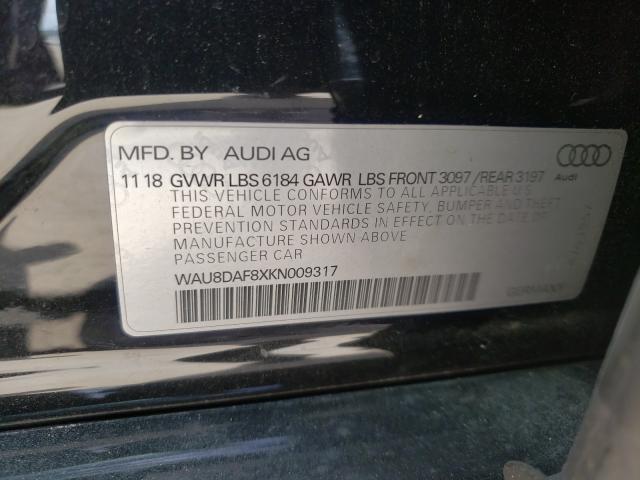 MFD. BY AUDI AG
Audi
11 18 GVWR LBS 6184 GAWR LBS FRONT 3097 /REAR 3197
THIS VEHICLE CONFORMS TO ALL APPLICABLE U.S.
FEDERAL MOTOR VEHICLE SAFETY, BUMPER AND THEFT
PREVENTION STANDARDS IN EFFECT ON THE DATE OF
MANUFACTURE SHOWN ABOVE
PASSENGER CAR
WAU8DAF8XKN009317
GERMANY